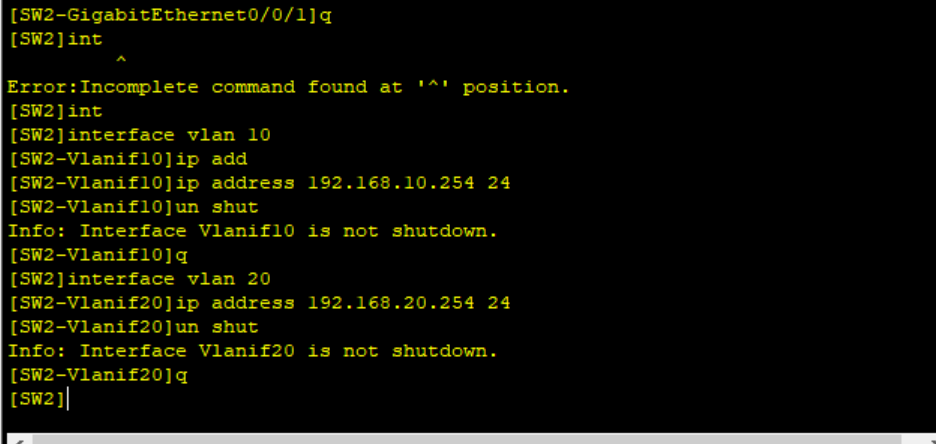 [SW2-GigabitEthernet0/0/1]q
[SW2]int
^
Error:Incomplete command found at '^' position.
[SW2]int
[SW2]interface vlan 10
[SW2-Vlanif10]ip add
[SW2-Vlanif10]ip address 192.168.10.254 24
[SW2-Vlanif10]un shut
Info: Interface Vlanif10 is not shutdown.
[SW2-Vlanif10]q
[SW2]interface vlan 20
[SW2-Vlanif20]ip address 192.168.20.254 24
[SW2-Vlanif20]un shut
Info: Interface Vlanif20 is not shutdown.
[SW2-Vlanif20]q
[SW2]